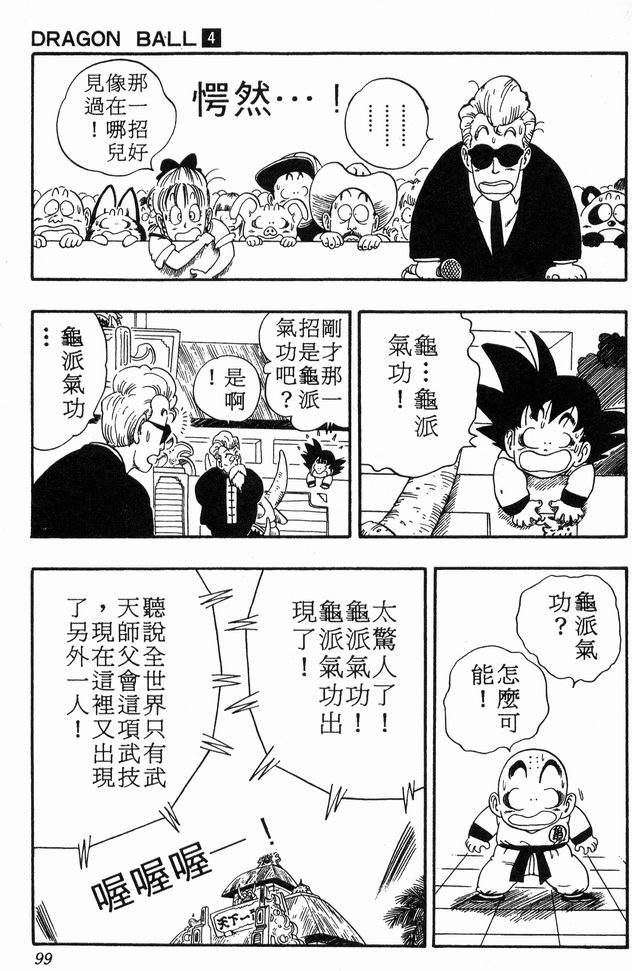 DRAGON BALL 4
⋯⋯⋯
愕然⋯！
那一招好
像在哪兒
見過！
龜⋯龜派
氣功！
剛才那一
招是龜派
氣功吧？
是啊
！
龜派氣功
⋯
龜派氣
功？
怎麼可
能！
太驚人了！
龜派氣功！
龜派氣功出
現了！
聽說全世界只有武
天師父會這項武技
，現在這裡又出現
了另外一人！
喔喔喔—！
天下一
龜
99